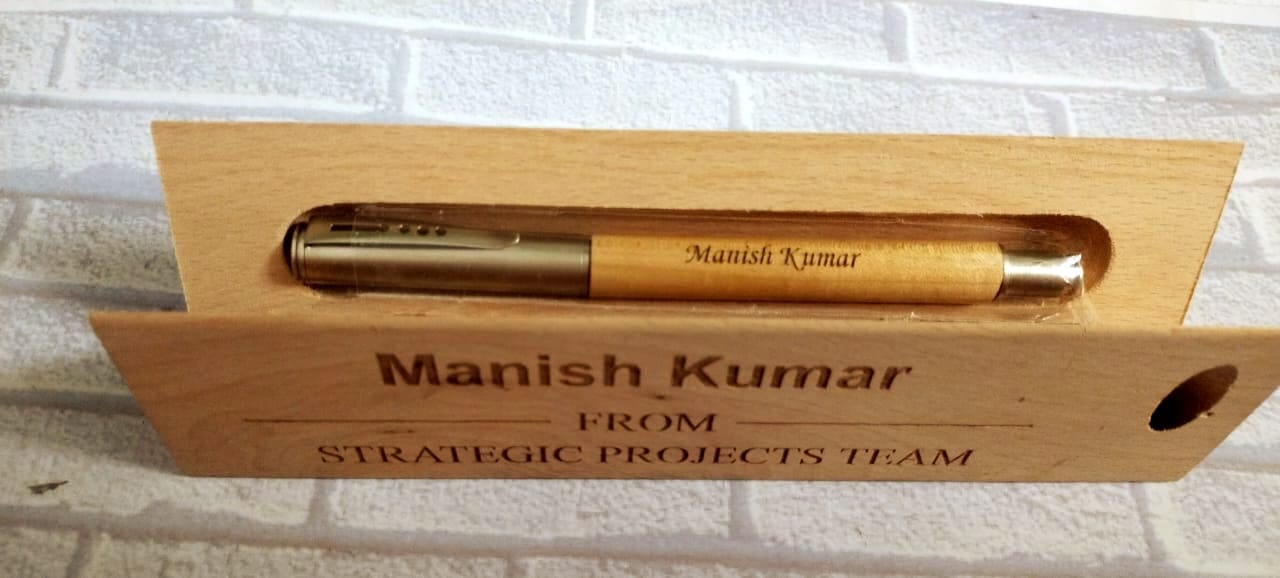 Manish Kumar
Manish Kumar
FROM
STRATEGIC PROJECTS TEAM